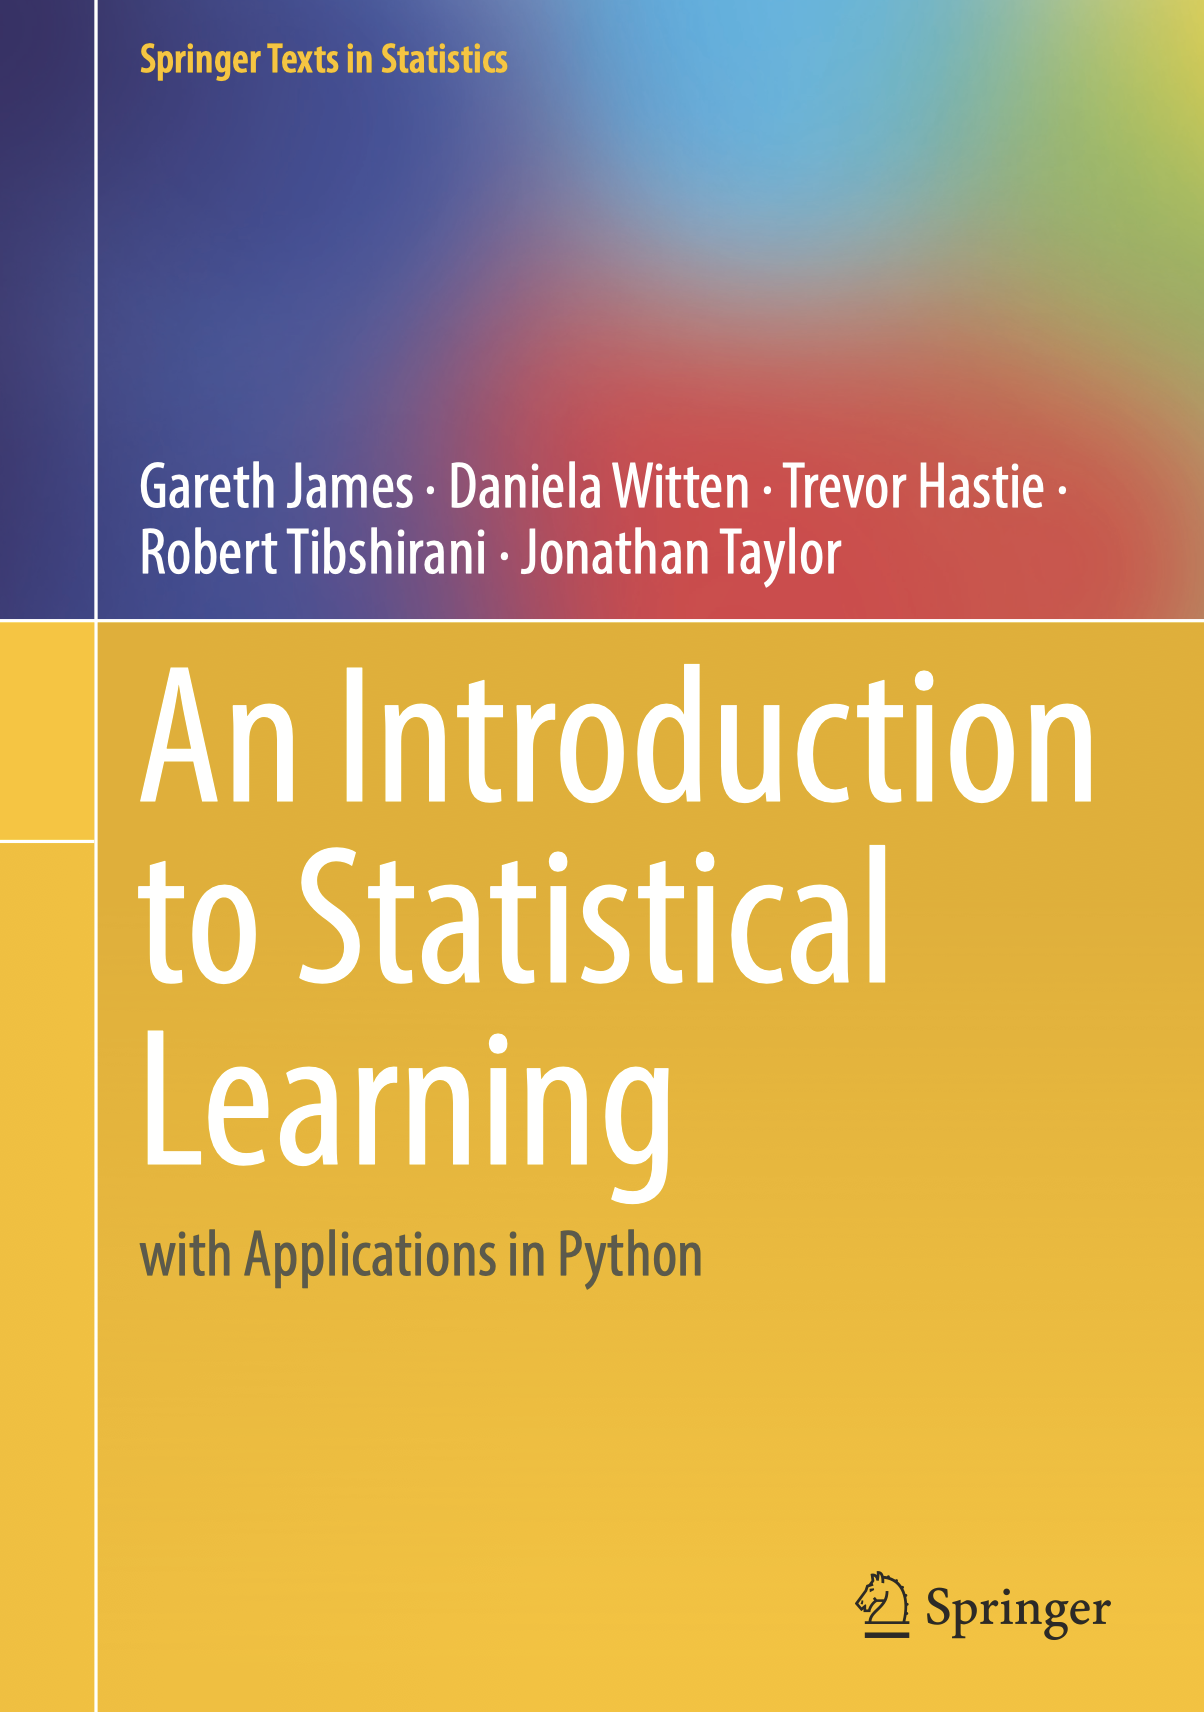 Springer Texts in Statistics
Gareth James · Daniela Witten · Trevor Hastie ·
Robert Tibshirani · Jonathan Taylor
An Introduction
to Statistical
Learning
with Applications in Python
Springer